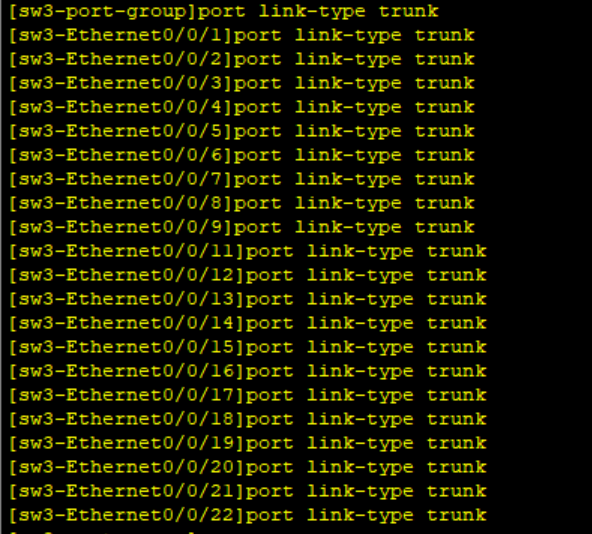 [sw3-port-group]port link-type trunk
[sw3-Ethernet0/0/1]port link-type trunk
[sw3-Ethernet0/0/2]port link-type trunk
[sw3-Ethernet0/0/3]port link-type trunk
[sw3-Ethernet0/0/4]port link-type trunk
[sw3-Ethernet0/0/5]port link-type trunk
[sw3-Ethernet0/0/6]port link-type trunk
[sw3-Ethernet0/0/7]port link-type trunk
[sw3-Ethernet0/0/8]port link-type trunk
[sw3-Ethernet0/0/9]port link-type trunk
[sw3-Ethernet0/0/11]port link-type trunk
[sw3-Ethernet0/0/12]port link-type trunk
[sw3-Ethernet0/0/13]port link-type trunk
[sw3-Ethernet0/0/14]port link-type trunk
[sw3-Ethernet0/0/15]port link-type trunk
[sw3-Ethernet0/0/16]port link-type trunk
[sw3-Ethernet0/0/17]port link-type trunk
[sw3-Ethernet0/0/18]port link-type trunk
[sw3-Ethernet0/0/19]port link-type trunk
[sw3-Ethernet0/0/20]port link-type trunk
[sw3-Ethernet0/0/21]port link-type trunk
[sw3-Ethernet0/0/22]port link-type trunk